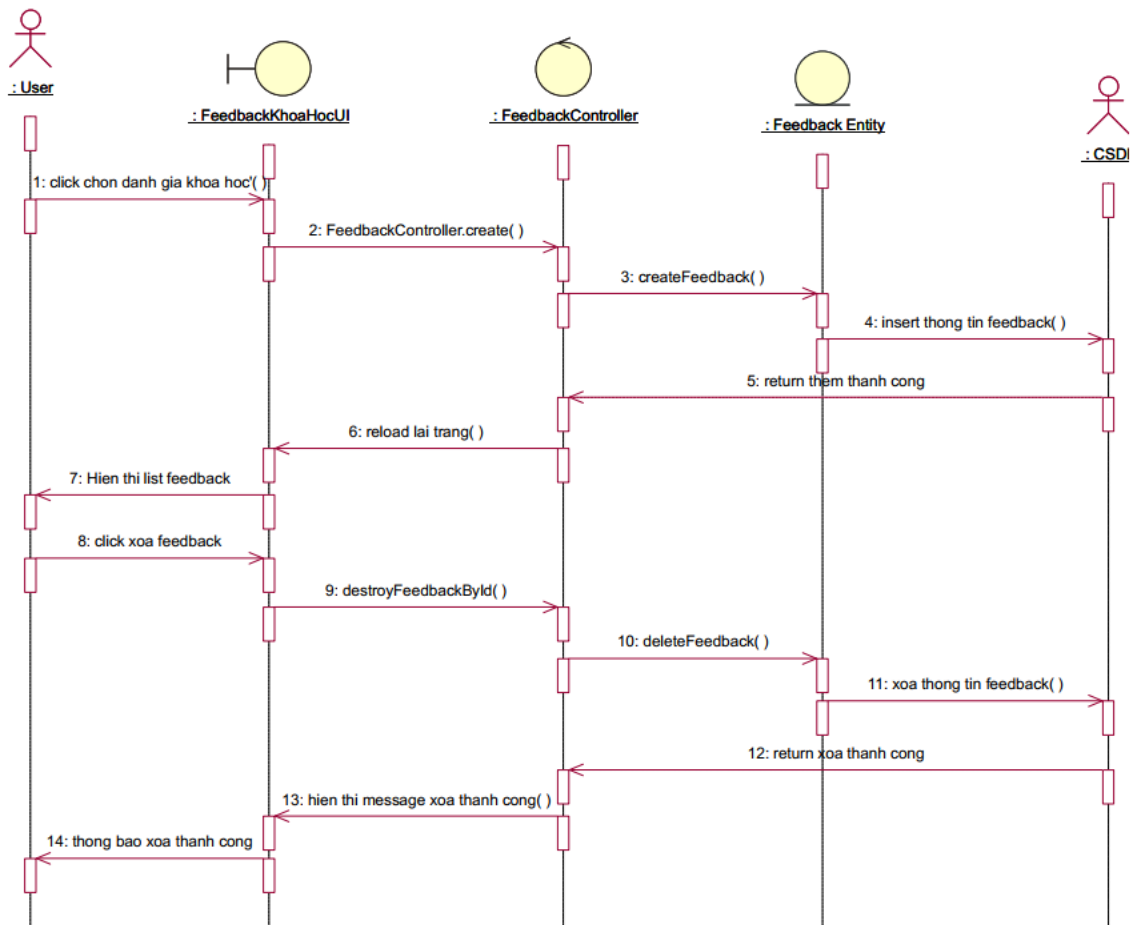 : User
: FeedbackKhoaHocUI
: FeedbackController
: Feedback Entity
: CSDL
1: click chon danh gia khoa hoc'( )
2: FeedbackController.create( )
3: createFeedback( )
4: insert thong tin feedback( )
5: return them thanh cong
6: reload lai trang( )
7: Hien thi list feedback
8: click xoa feedback
9: destroyFeedbackById( )
10: deleteFeedback( )
11: xoa thong tin feedback( )
12: return xoa thanh cong
13: hien thi message xoa thanh cong( )
14: thong bao xoa thanh cong